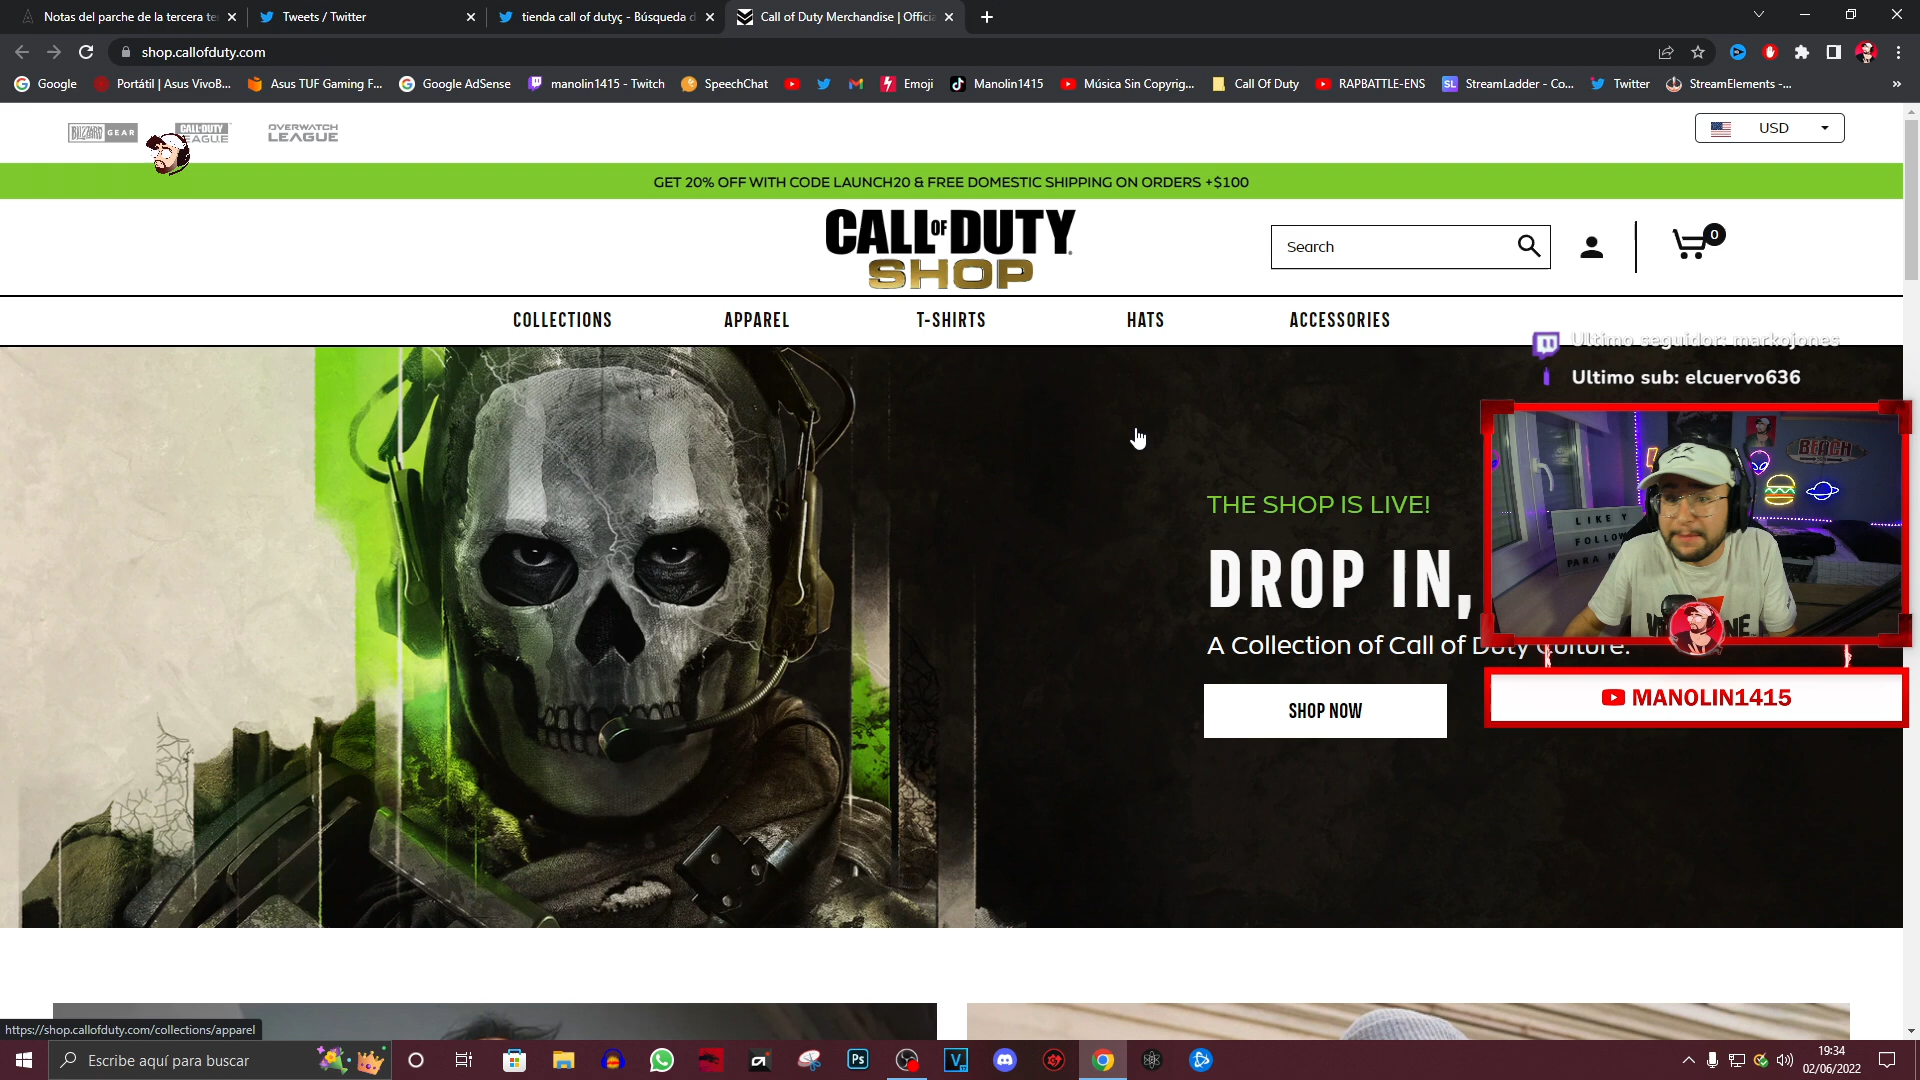 Notas del parche de la tercera te
Tweets / Twitter
tienda call of dutyç - Búsqueda d
Call of Duty Merchandise | Officia
shop.callofduty.com
Google
Portátil | Asus VivoB...
Asus TUF Gaming F...
Google AdSense
manolin1415 - Twitch
SpeechChat
Emoji
Manolin1415
Música Sin Copyrig...
Call Of Duty
RAPBATTLE-ENS
SL
StreamLadder - Co...
Twitter
StreamElements -...
BLIZZARD GEAR
CALL OF DUTY
LEAGUE
OVERWATCH
LEAGUE
USD
GET 20% OFF WITH CODE LAUNCH20 & FREE DOMESTIC SHIPPING ON ORDERS +$100
CALL OF DUTY
SHOP
Search
0
COLLECTIONS
APPAREL
T-SHIRTS
HATS
ACCESSORIES
Ultimo seguidor: markojones
Ultimo sub: elcuervo636
BEACH
LIKE Y
FOLLOW
PARA M
THE SHOP IS LIVE!
DROP IN,
A Collection of Call of Duty Culture.
SHOP NOW
MANOLIN1415
https://shop.callofduty.com/collections/apparel
Escribe aquí para buscar
Ps
V
19:34
02/06/2022